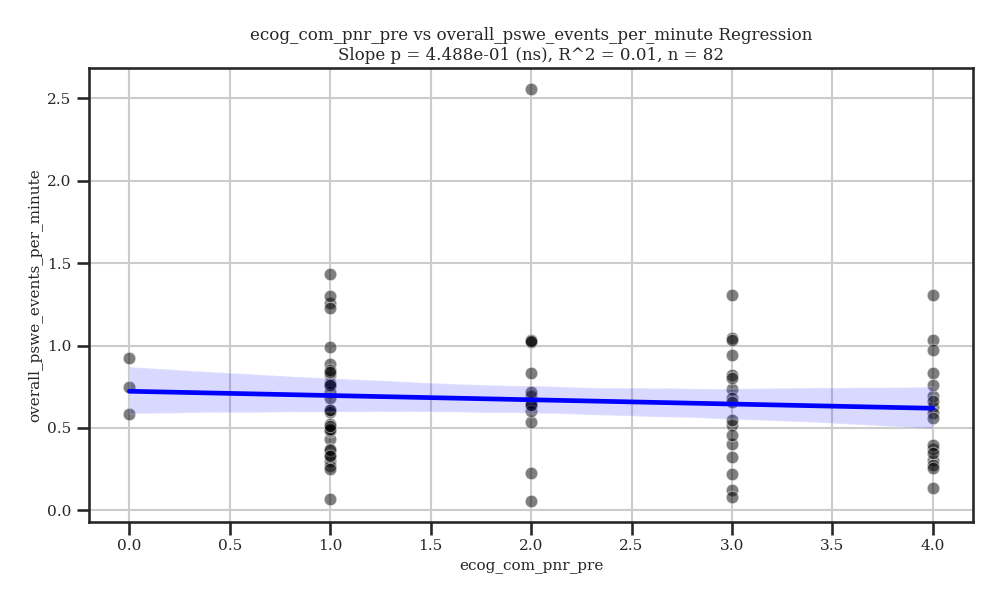 ecog_com_pnr_pre vs overall_pswe_events_per_minute Regression
Slope p = 4.488e-01 (ns), R^2 = 0.01, n = 82
overall_pswe_events_per_minute
2.5
2.0
1.5
1.0
0.5
0.0
0.0 0.5 1.0 1.5 2.0 2.5 3.0 3.5 4.0
ecog_com_pnr_pre